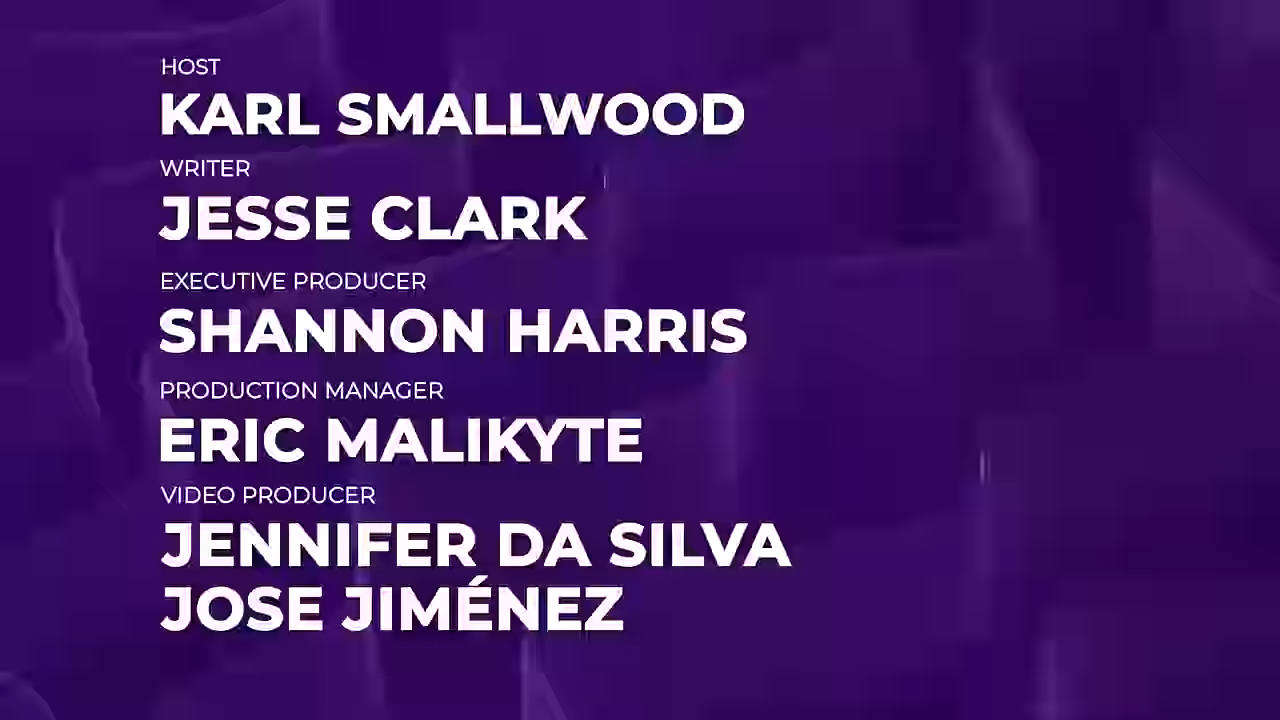 HOST
KARL SMALLWOOD
WRITER
JESSE CLARK
EXECUTIVE PRODUCER
SHANNON HARRIS
PRODUCTION MANAGER
ERIC MALIKYTE
VIDEO PRODUCER
JENNIFER DA SILVA
JOSE JIMÉNEZ